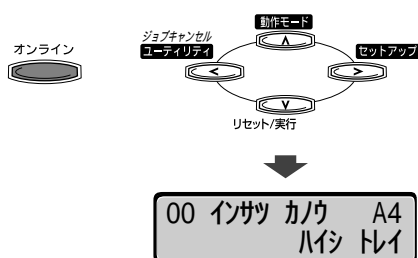 動作モード
ジョブキャンセル
オンライン
ユーティリティ
セットアップ
リセット/実行
00 インサツ カノウ A4
ハイシ トレイ